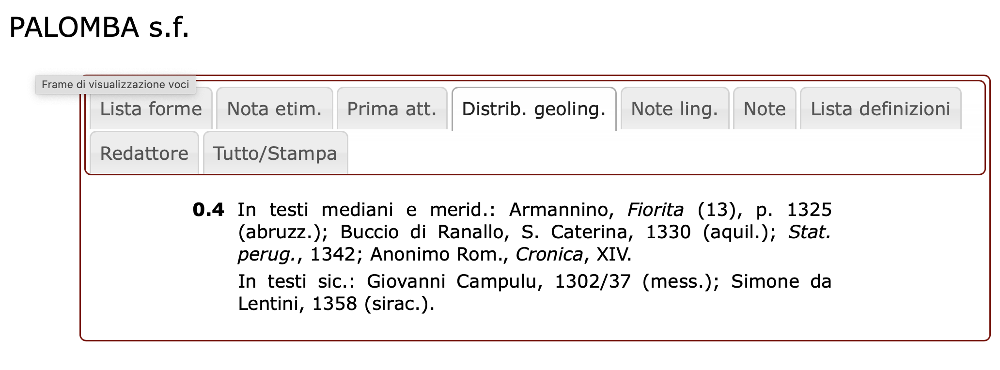 PALOMBA s.f.
Frame di visualizzazione voci
Lista forme Nota etim. Prima att. Distrib. geoling. Note ling. Note Lista definizioni
Redattore Tutto/Stampa
0.4 In testi mediani e merid.: Armannino, Fiorita (13), p. 1325
(abruzz.); Buccio di Ranallo, S. Caterina, 1330 (aquil.); Stat.
perug., 1342; Anonimo Rom., Cronica, XIV.
In testi sic.: Giovanni Campulu, 1302/37 (mess.); Simone da
Lentini, 1358 (sirac.).